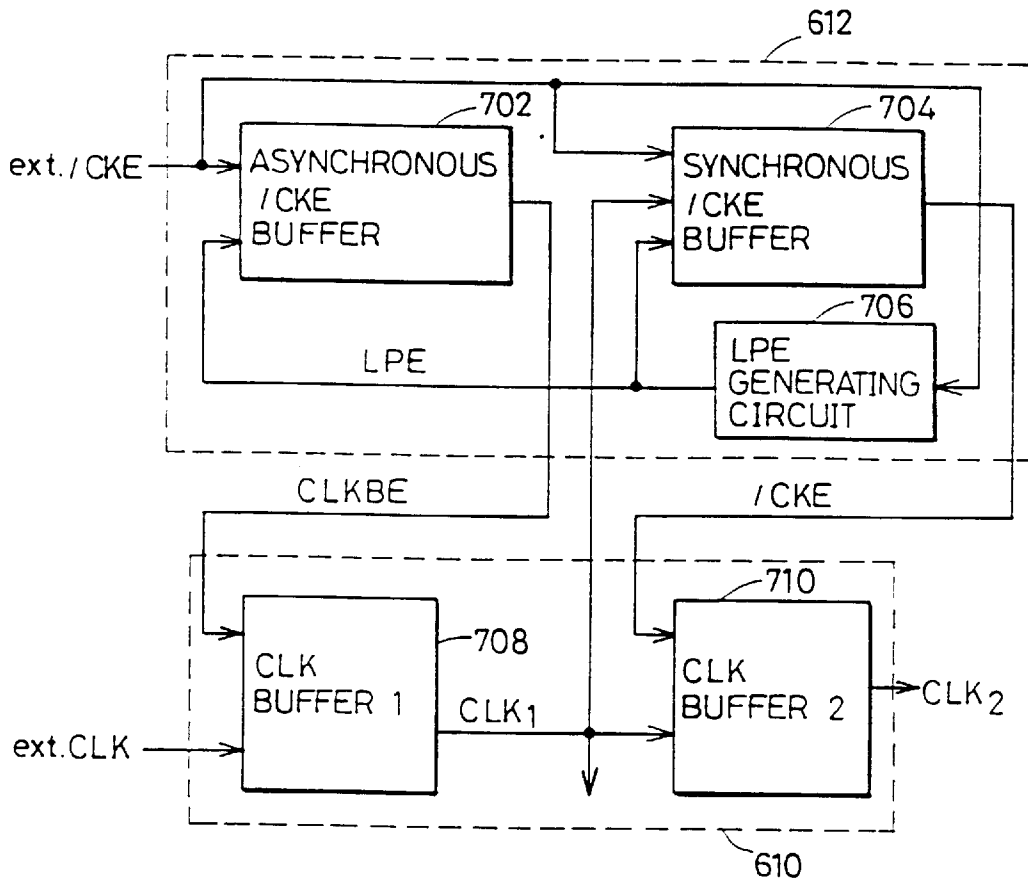 612
702
704
ext./CKE
ASYNCHRONOUS
/CKE
BUFFER
SYNCHRONOUS
/CKE
BUFFER
706
LPE
LPE
GENERATING
CIRCUIT
CLKBE
/CKE
710
708
CLK
BUFFER 1
CLK
BUFFER 2
CLK1
CLK2
ext.CLK
610